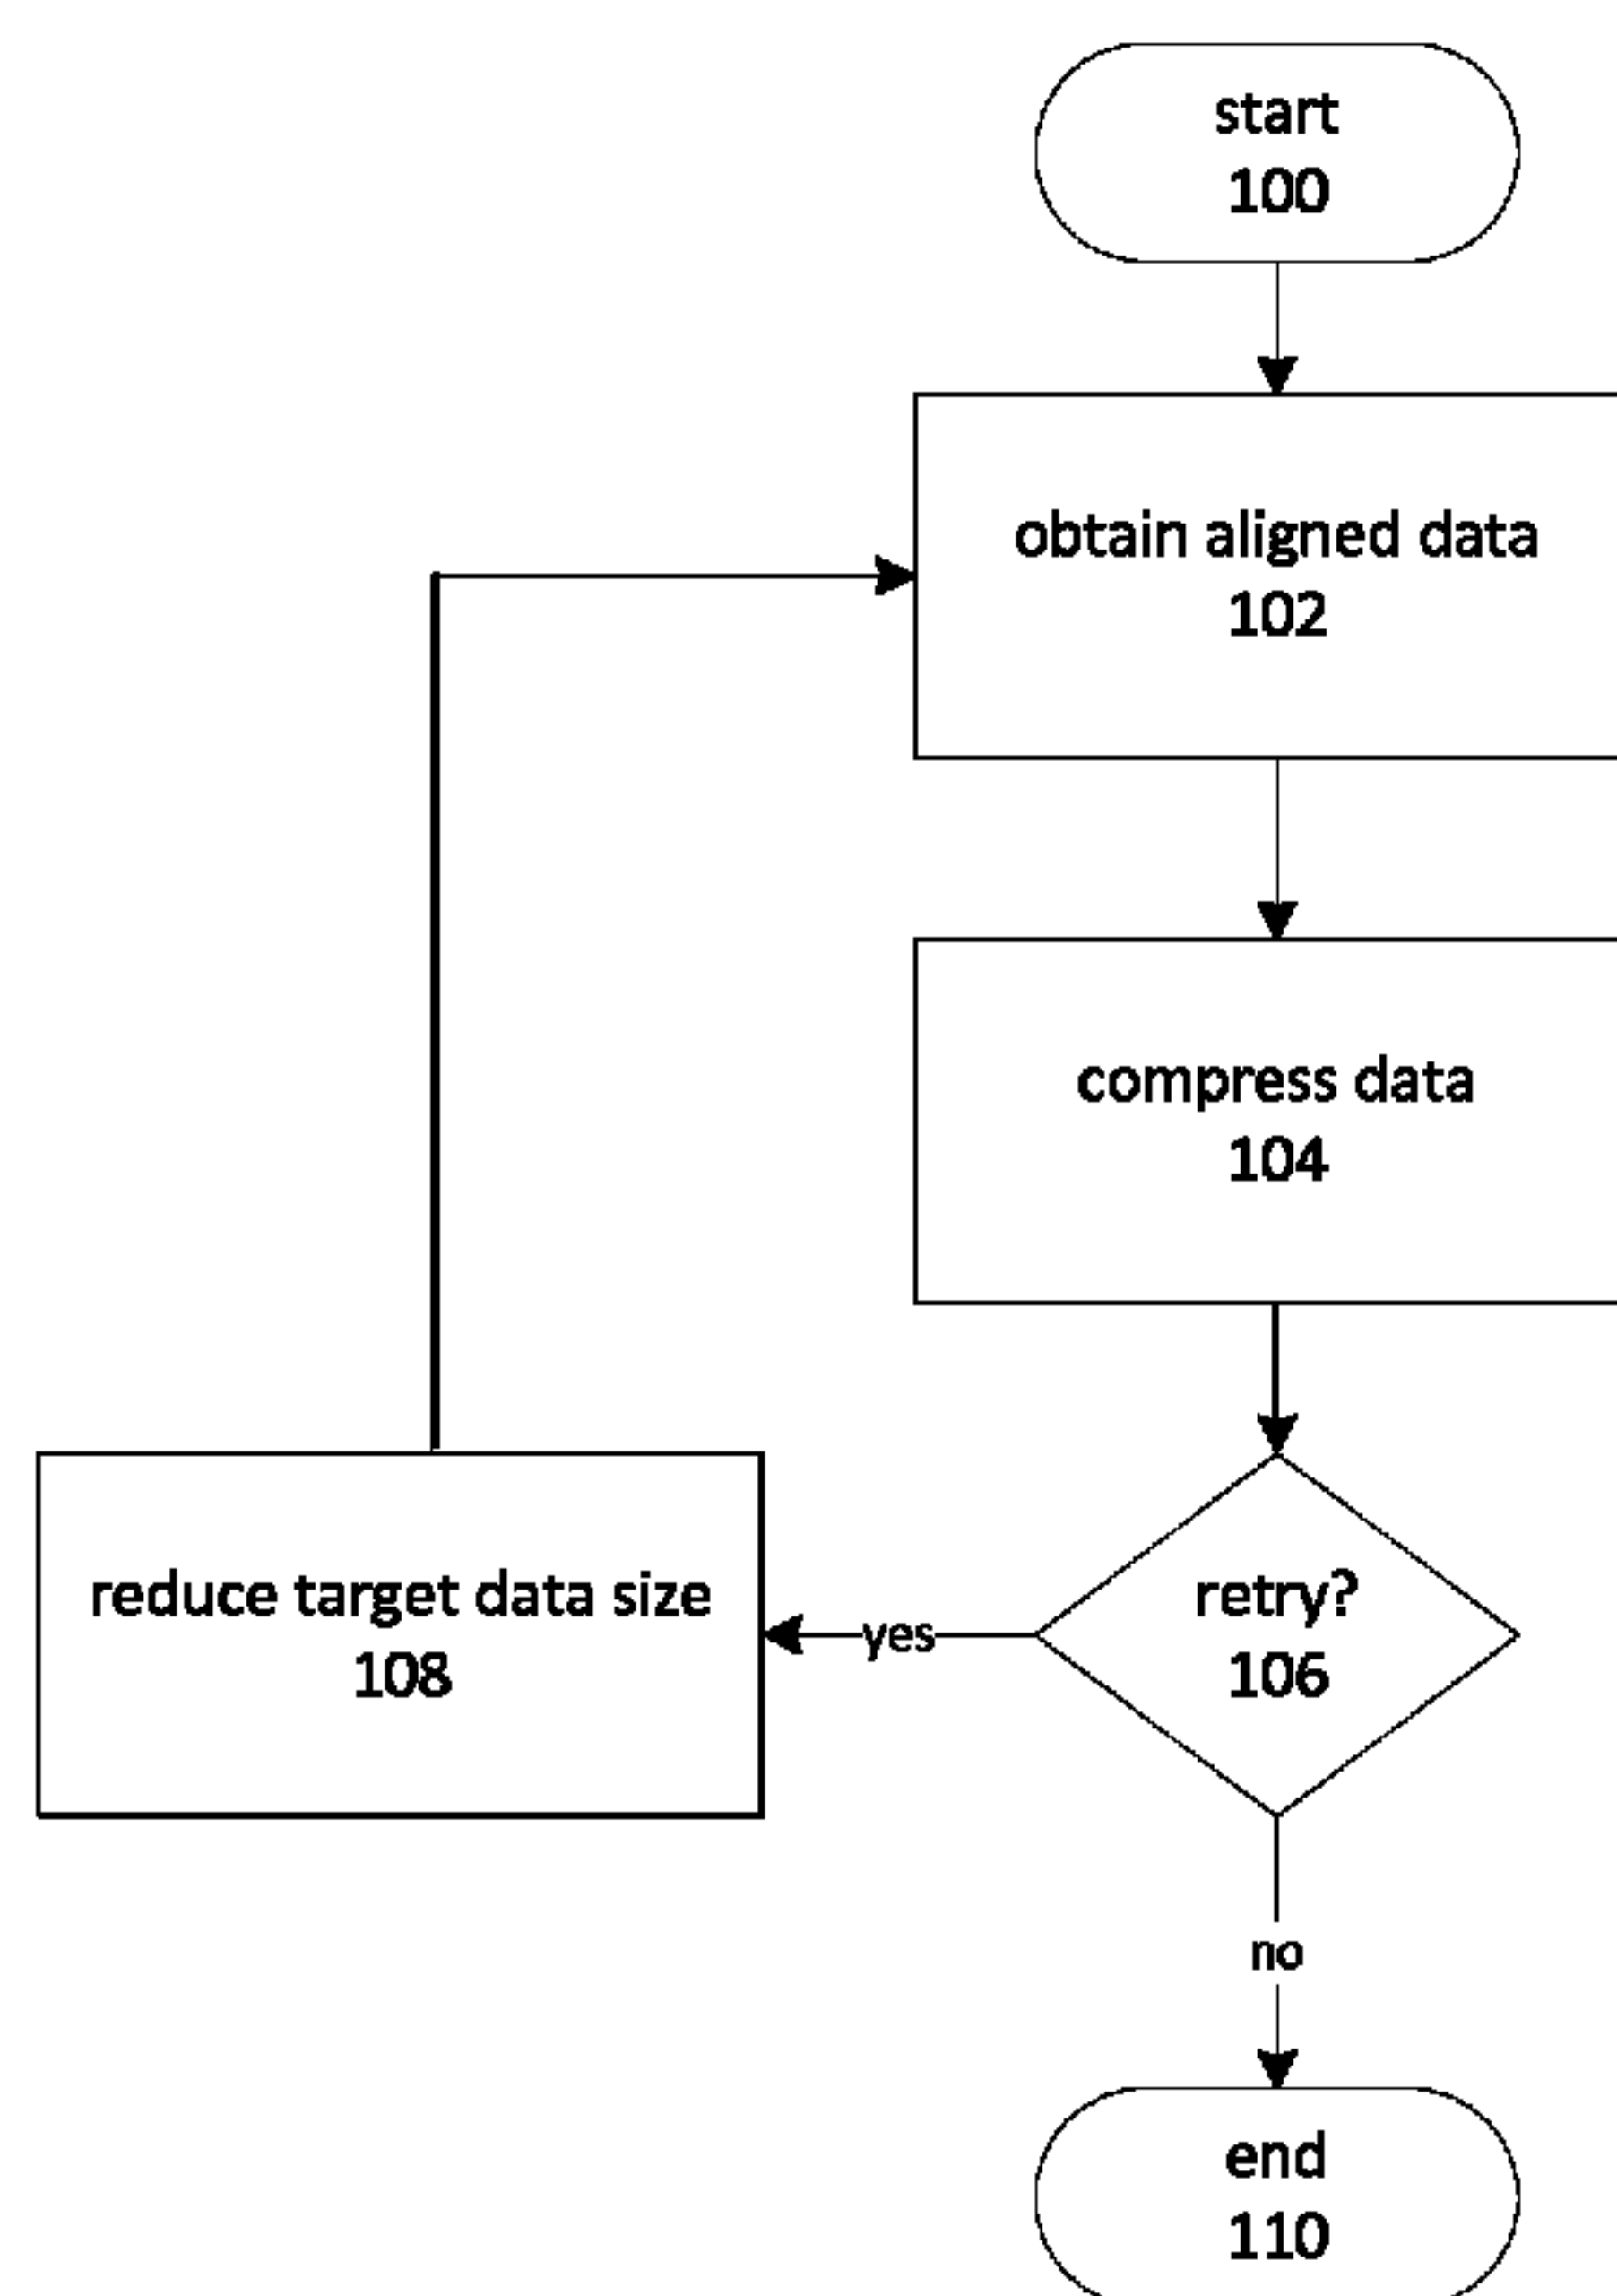 start
100
obtain aligned data
102
compress data
104
reduce target data size
108
yes
retry?
106
no
end
110